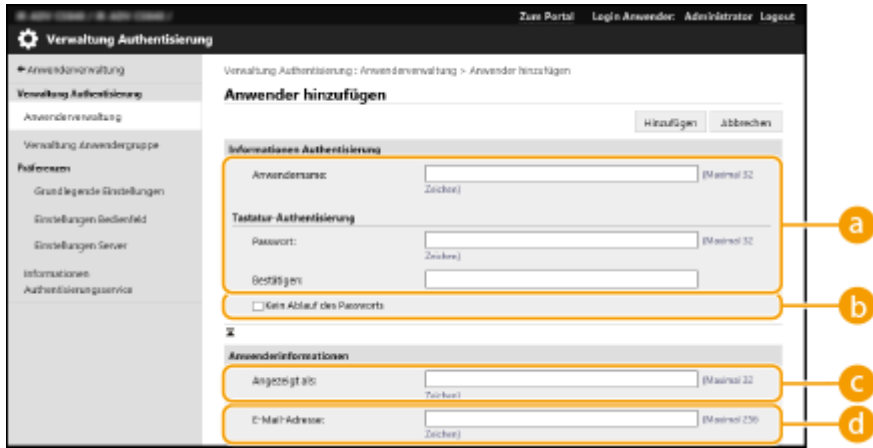 Zum Portal Login Anwender: Administrator Logout
Verwaltung Authentisierung
Anwenderverwaltung
Verwaltung Authentisierung : Anwenderverwaltung > Anwender hinzufügen
Verwaltung Authentisierung
Anwender hinzufügen
Anwenderverwaltung
Hinzufügen Abbrechen
Verwaltung Anwendergruppe
Informationen Authentisierung
Präferenzen
Anwendername: (Maximal 32
Zeichen)
Grundlegende Einstellungen
Tastatur-Authentisierung
a
Einstellungen Bedienfeld
Passwort: (Maximal 32
Zeichen)
Einstellungen Server
Bestätigen:
Informationen
Authentisierungsservice
Kein Ablauf des Passworts
b
Anwenderinformationen
Angezeigt als: (Maximal 32
Zeichen)
c
E-Mail-Adresse: (Maximal 256
Zeichen)
d